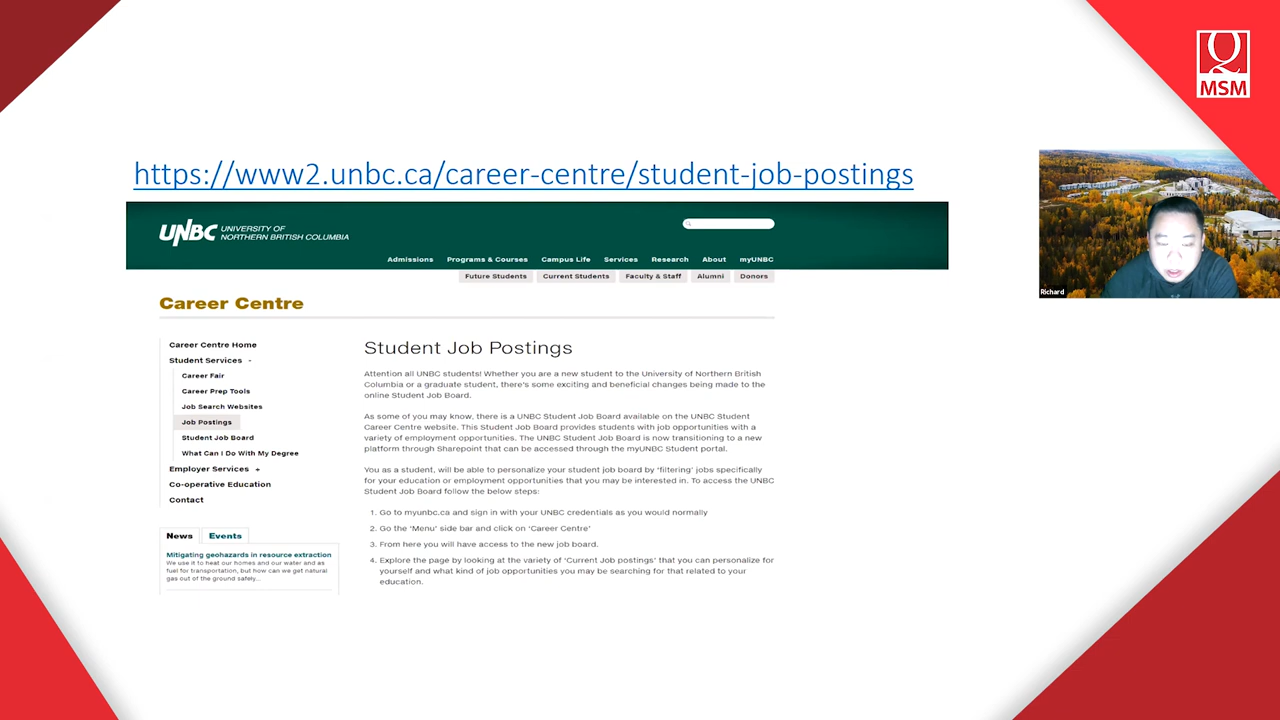 Q
MSM
https://www2.unbc.ca/career-centre/student-job-postings
UNBC UNIVERSITY OF
NORTHERN BRITISH COLUMBIA
Admissions Programs & Courses Campus Life Services Research About myUNBC
Future Students Current Students Faculty & Staff Alumni Donors
Richard
Career Centre
Career Centre Home
Student Services -
Career Fair
Career Prep Tools
Job Search Websites
Job Postings
Student Job Board
What Can I Do With My Degree
Employer Services +
Co-operative Education
Contact
News Events
Mitigating geohazards in resource extraction
We use it to heat our homes and our water and as
fuel for transportation, but how can we get natural
gas out of the ground safely...
Student Job Postings
Attention all UNBC students! Whether you are a new student to the University of Northern British
Columbia or a graduate student, there's some exciting and beneficial changes being made to the
online Student Job Board.
As some of you may know, there is a UNBC Student Job Board available on the UNBC Student
Career Centre website. This Student Job Board provides students with job opportunities with a
variety of employment opportunities. The UNBC Student Job Board is now transitioning to a new
platform through Sharepoint that can be accessed through the myUNBC Student portal.
You as a student, will be able to personalize your student job board by 'filtering' jobs specifically
for your education or employment opportunities that you may be interested in. To access the UNBC
Student Job Board follow the below steps:
1. Go to myunbc.ca and sign in with your UNBC credentials as you would normally
2. Go the 'Menu' side bar and click on 'Career Centre'
3. From here you will have access to the new job board.
4. Explore the page by looking at the variety of 'Current Job postings' that you can personalize for
yourself and what kind of job opportunities you may be searching for that related to your
education.